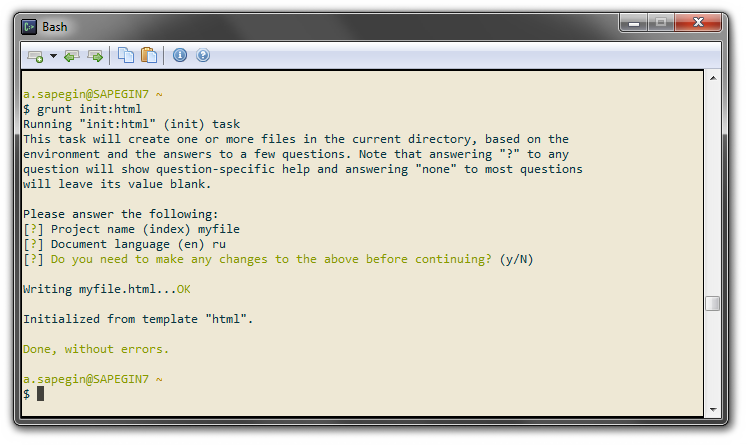 Bash
a.sapegin@SAPEGIN7 ~
$ grunt init:html
Running "init:html" (init) task
This task will create one or more files in the current directory, based on the
environment and the answers to a few questions. Note that answering "?" to any
question will show question-specific help and answering "none" to most questions
will leave its value blank.
Please answer the following:
[?] Project name (index) myfile
[?] Document language (en) ru
[?] Do you need to make any changes to the above before continuing? (y/N)
Writing myfile.html...OK
Initialized from template "html".
Done, without errors.
a.sapegin@SAPEGIN7 ~
$